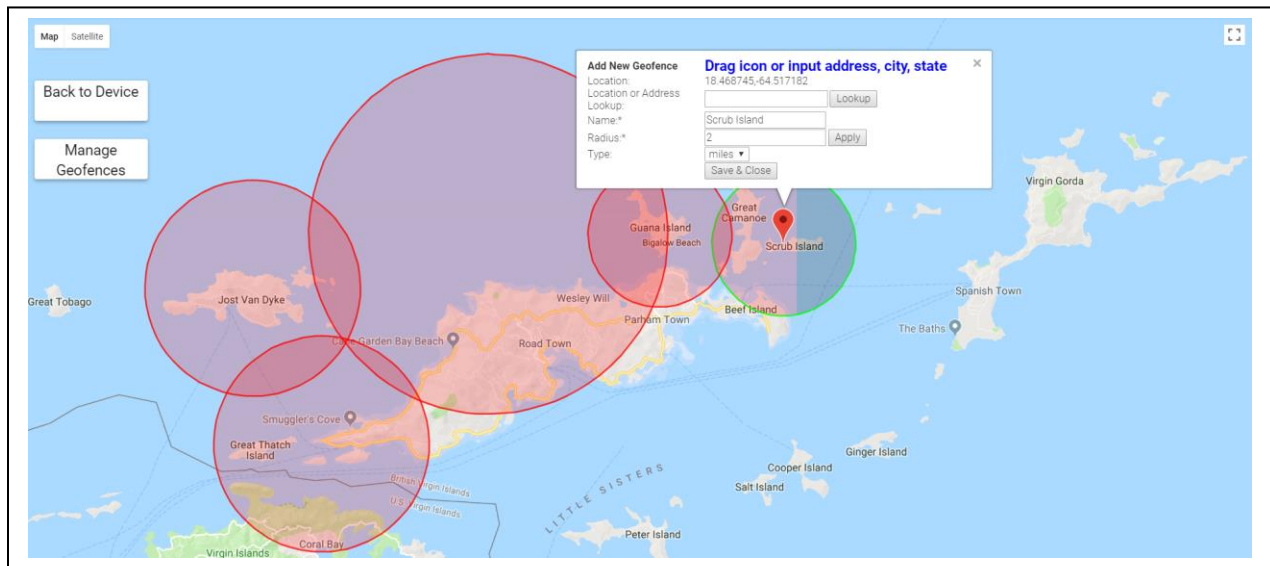 Map Satellite
Back to Device
Manage
Geofences
Add New Geofence
Drag icon or input address, city, state
×
Location:
18.468745,-64.517182
Location or Address
Lookup:
Lookup
Name:*
Scrub Island
Radius:*
2
Apply
Type:
miles
Save & Close
Virgin Gorda
Great
Camanoe
Guana Island
Bigalow Beach
Scrub Island
Great Tobago
Jost Van Dyke
Wesley Will
Spanish Town
Beef Island
Parham Town
The Baths
Cane Garden Bay Beach
Road Town
Smuggler's Cove
Great Thatch
Island
Ginger Island
Cooper Island
Salt Island
British Virgin Islands
U.S. Virgin Islands
LITTLE SISTERS
Peter Island
Coral Bay
Virgin Islands